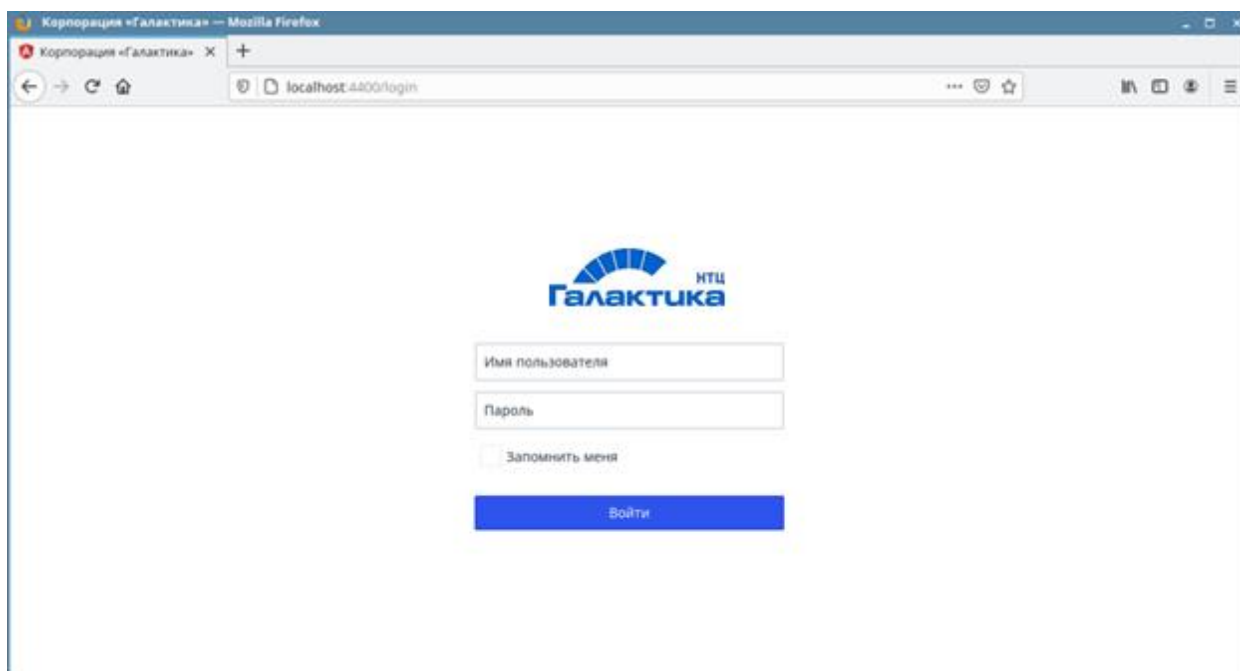 Корпорация «Галактика» — Mozilla Firefox
Корпорация «Галактика»
localhost:4400/login
НТЦ
Галактика
Имя пользователя
Пароль
Запомнить меня
Войти